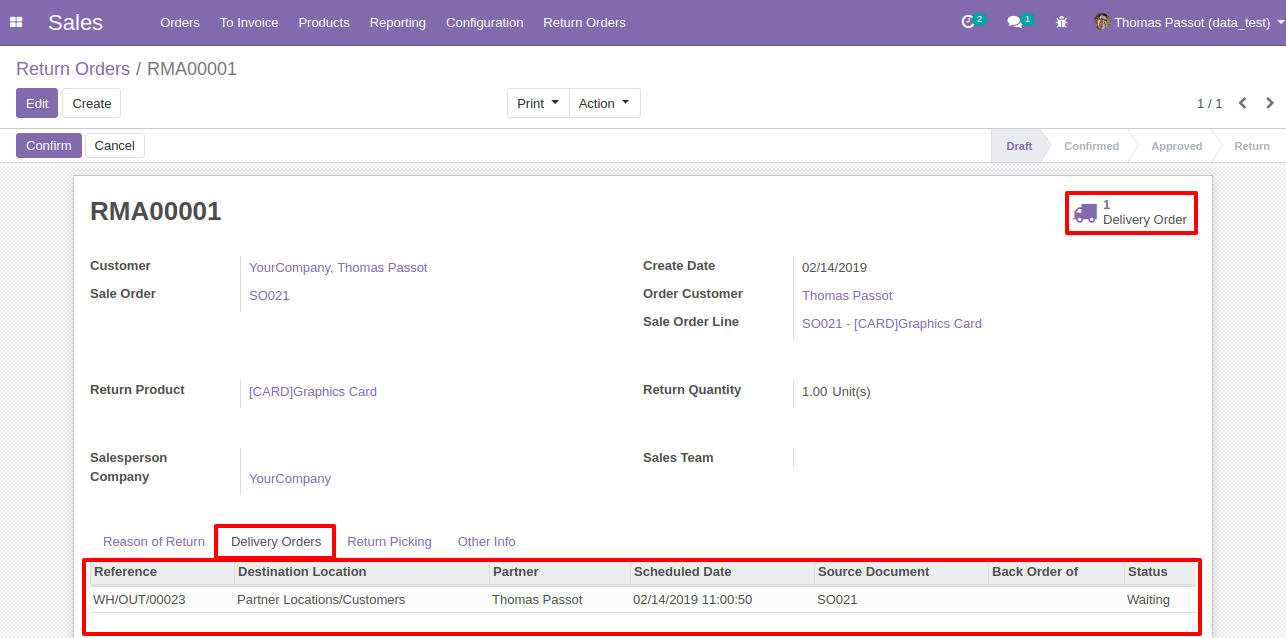 Sales Orders To Invoice Products Reporting Configuration Return Orders 2 1 Thomas Passot (data_test)
Return Orders / RMA00001
Edit Create Print Action 1 / 1
Confirm Cancel Draft Confirmed Approved Return
RMA00001
1
Delivery Order
Customer YourCompany, Thomas Passot Create Date 02/14/2019
Sale Order SO021 Order Customer Thomas Passot
Sale Order Line SO021 - [CARD]Graphics Card
Return Product [CARD]Graphics Card Return Quantity 1.00 Unit(s)
Salesperson Sales Team
Company YourCompany
Reason of Return Delivery Orders Return Picking Other Info
Reference Destination Location Partner Scheduled Date Source Document Back Order of Status
WH/OUT/00023 Partner Locations/Customers Thomas Passot 02/14/2019 11:00:50 SO021 Waiting